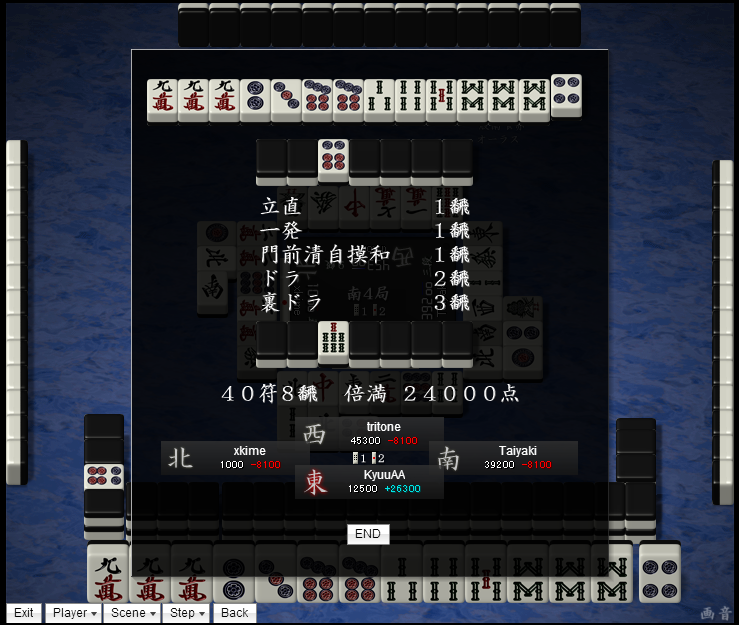 立直 1飜
一発 1飜
門前清自摸和 1飜
ドラ 2飜
裏ドラ 3飜
南4局
40符8飜 倍満 24000点
西 tritone
45300 -8100
北 xkime
1000 -8100
1 2
南 Taiyaki
39200 -8100
東 KyuuAA
12500 +26300
END
Exit Player Scene Step Back
画音